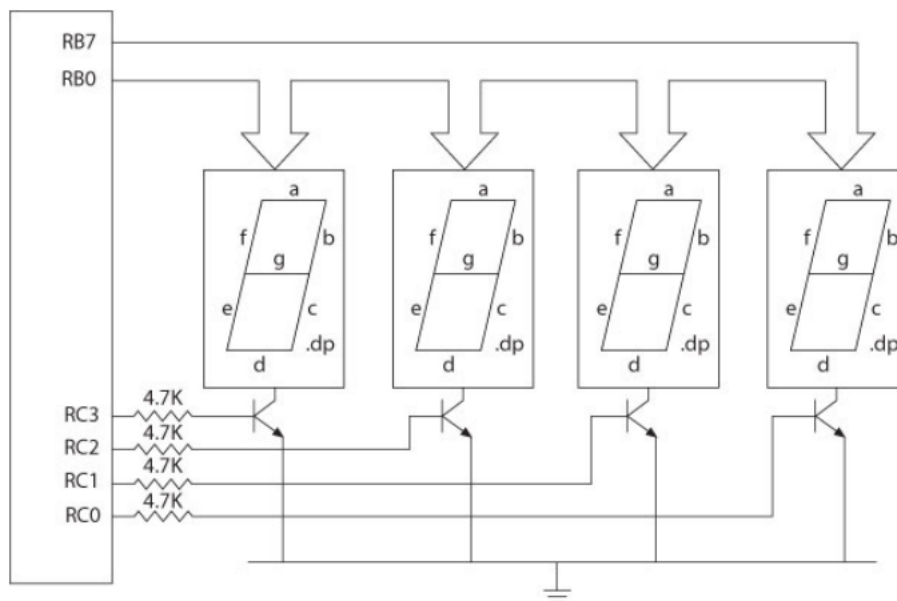 RB7
RB0
a a a a
f b f b f b f b
g g g g
e c e c e c e c
.dp .dp .dp .dp
d d d d
4.7K
RC3
4.7K
RC2
4.7K
RC1
4.7K
RC0